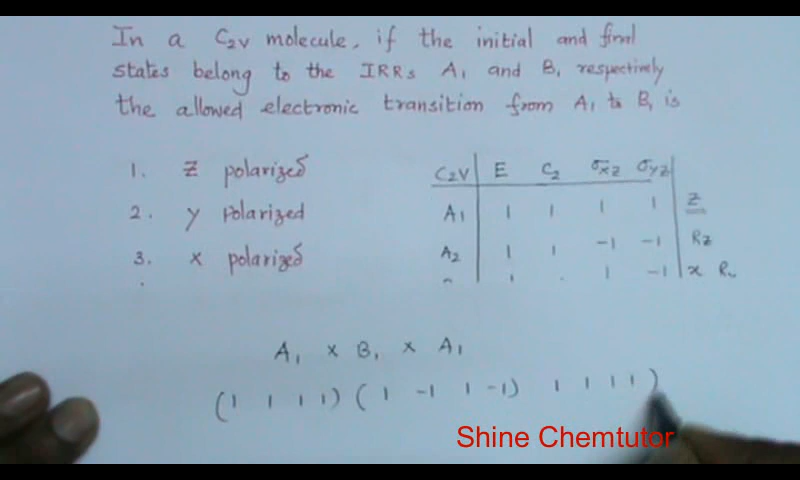 In a C2v molecule, if the initial and final
states belong to the IRRs A1 and B1 respectively
the allowed electronic transition from A1 to B1 is
1. Z polarized
2. y polarized
3. x polarized
C2V E C2 σxz σyz
A1 1 1 1 1 Z
A2 1 1 -1 -1 Rz
1 1 -1 x
A1 x B1 x A1
(1 1 1 1) (1 -1 1 -1) 1 1 1 1)
Shine Chemtutor